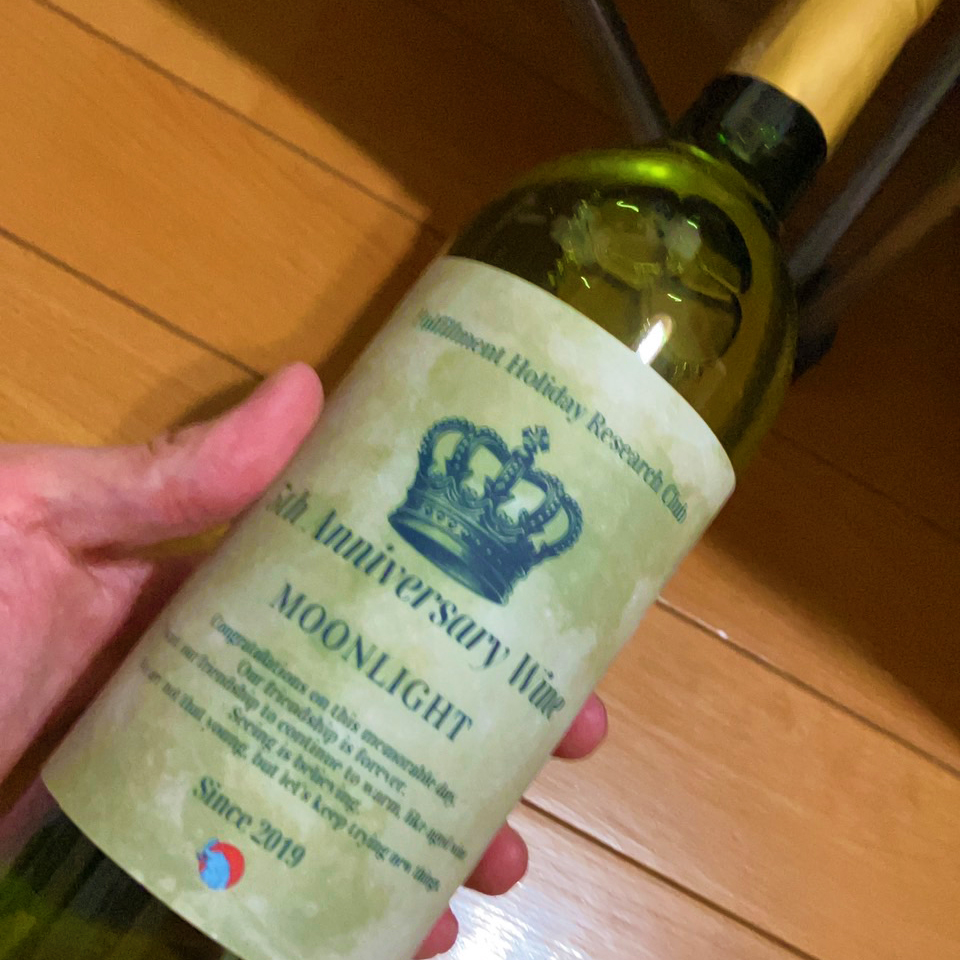 Fulfillment Holiday Research Club
5th Anniversary Wine
MOONLIGHT
Congratulations on this memorable day.
Our friendship is forever.
our friendship to continue to warm, like aged wine
Seeing is believing.
are not that young, but let's keep trying new things
Since 2019